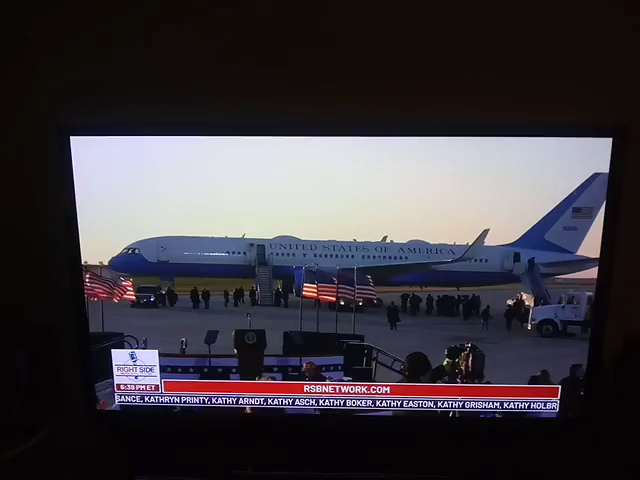 UNITED STATES OF AMERICA
RIGHT SIDE
6:39 PM ET
RSBNETWORK.COM
SANCE, KATHRYN PRINTY, KATHY ARNDT, KATHY ASCH, KATHY BOKER, KATHY EASTON, KATHY GRISHAM, KATHY HOLBR